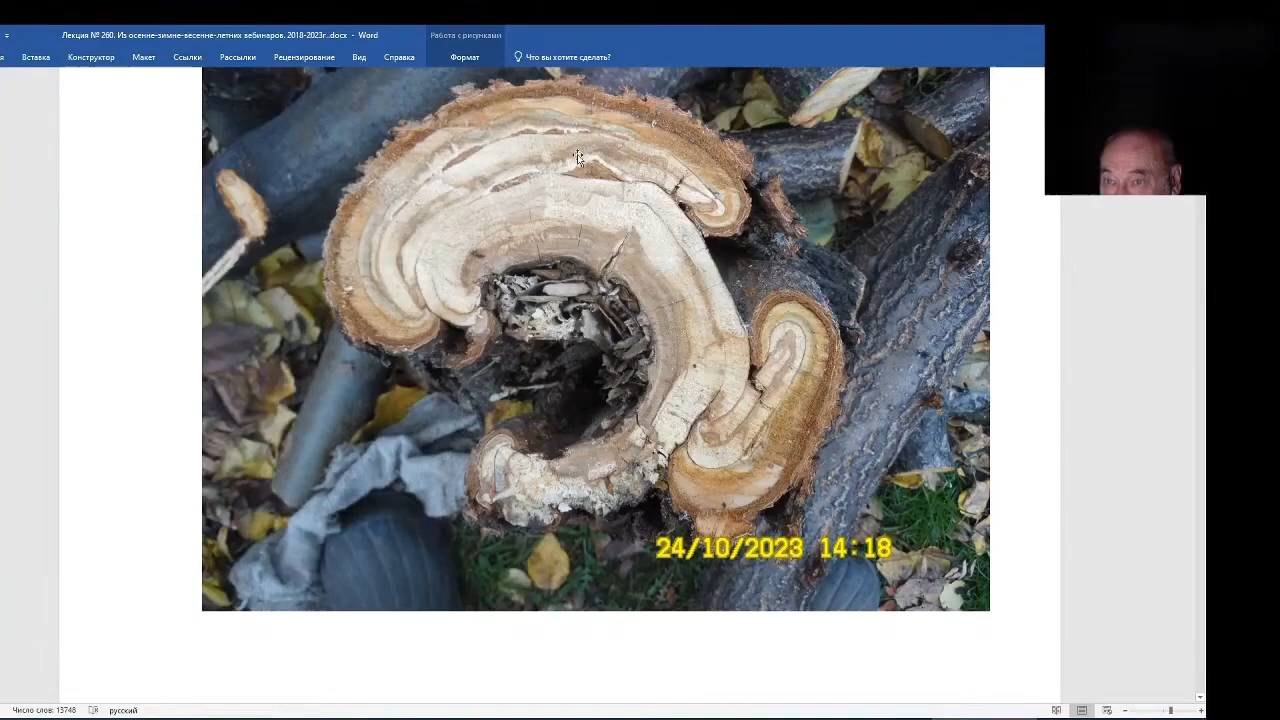 Лекция № 260. Из осенне-зимне-весенне-летних вебинаров. 2018-2023г..docx - Word
Работа с рисунками
я
Вставка
Конструктор
Макет
Ссылки
Рассылки
Рецензирование
Вид
Справка
Формат
Что вы хотите сделать?
24/10/2023 14:18
Число слов: 13748
русский